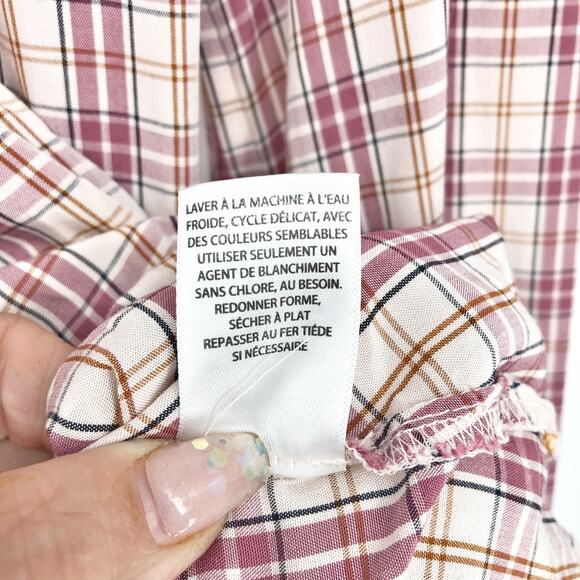 LAVER À LA MACHINE À L'EAU
FROIDE, CYCLE DÉLICAT, AVEC
DES COULEURS SEMBLABLES
UTILISER SEULEMENT UN
AGENT DE BLANCHIMENT
SANS CHLORE, AU BESOIN.
REDONNER FORME,
SÉCHER À PLAT
REPASSER AU FER TIÉDE
SI NÉCESSAIRE